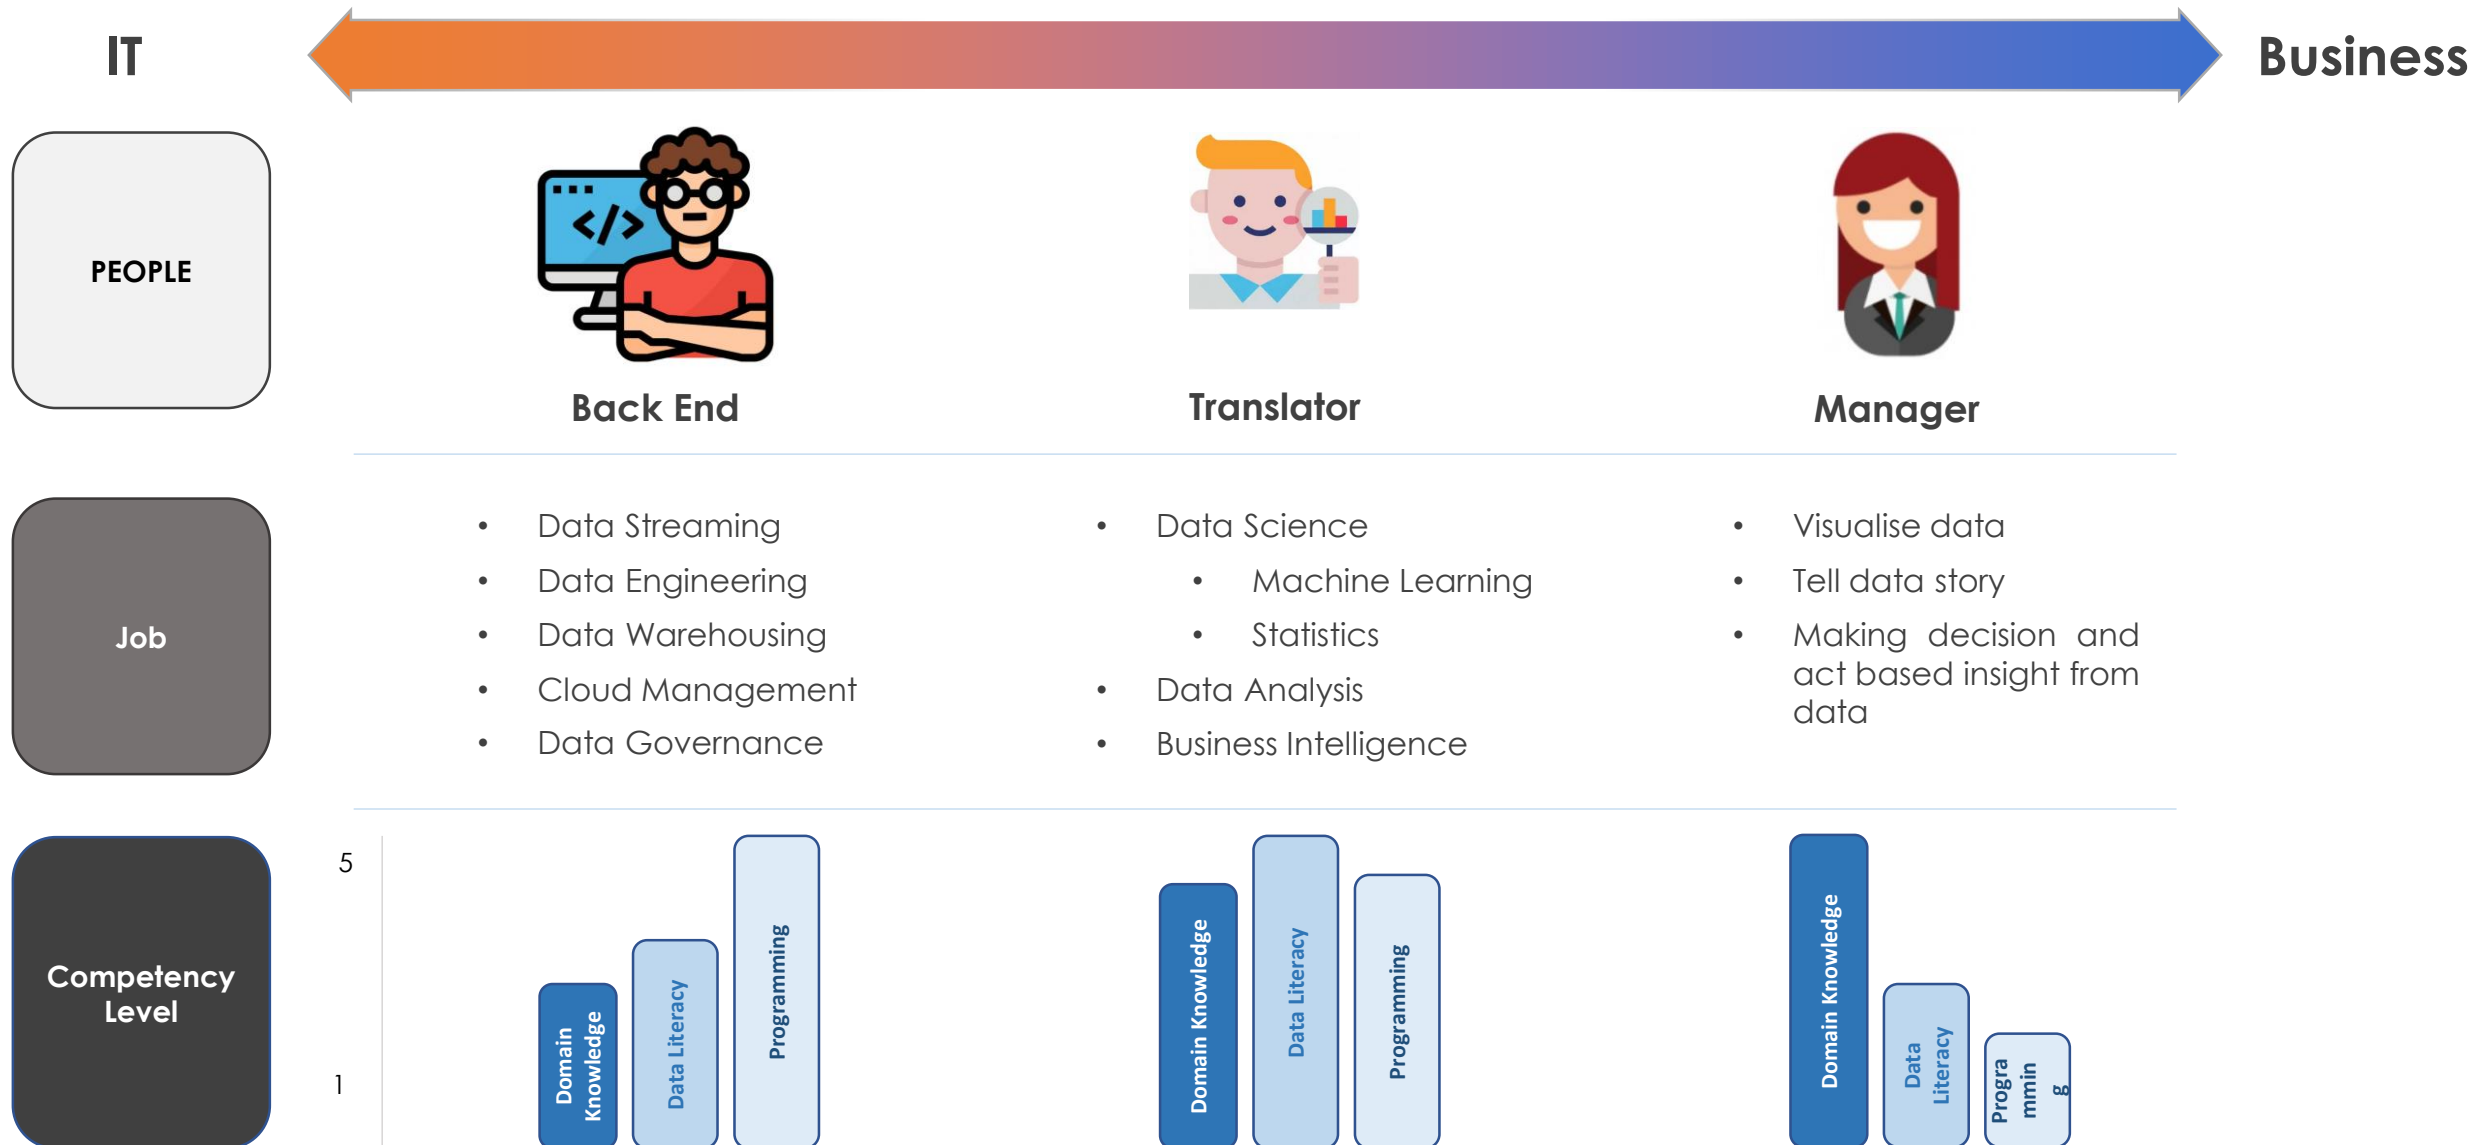 IT
Business
PEOPLE
</>
Back End
Translator
Manager
Job
• Data Streaming
• Data Engineering
• Data Warehousing
• Cloud Management
• Data Governance
• Data Science
• Machine Learning
• Statistics
• Data Analysis
• Business Intelligence
• Visualise data
• Tell data story
• Making decision and
act based insight from
data
Competency
Level
5
1
Domain
Knowledge
Data Literacy
Programming
Domain Knowledge
Data Literacy
Programming
Domain Knowledge
Data
Literacy
Progra
mmin
g